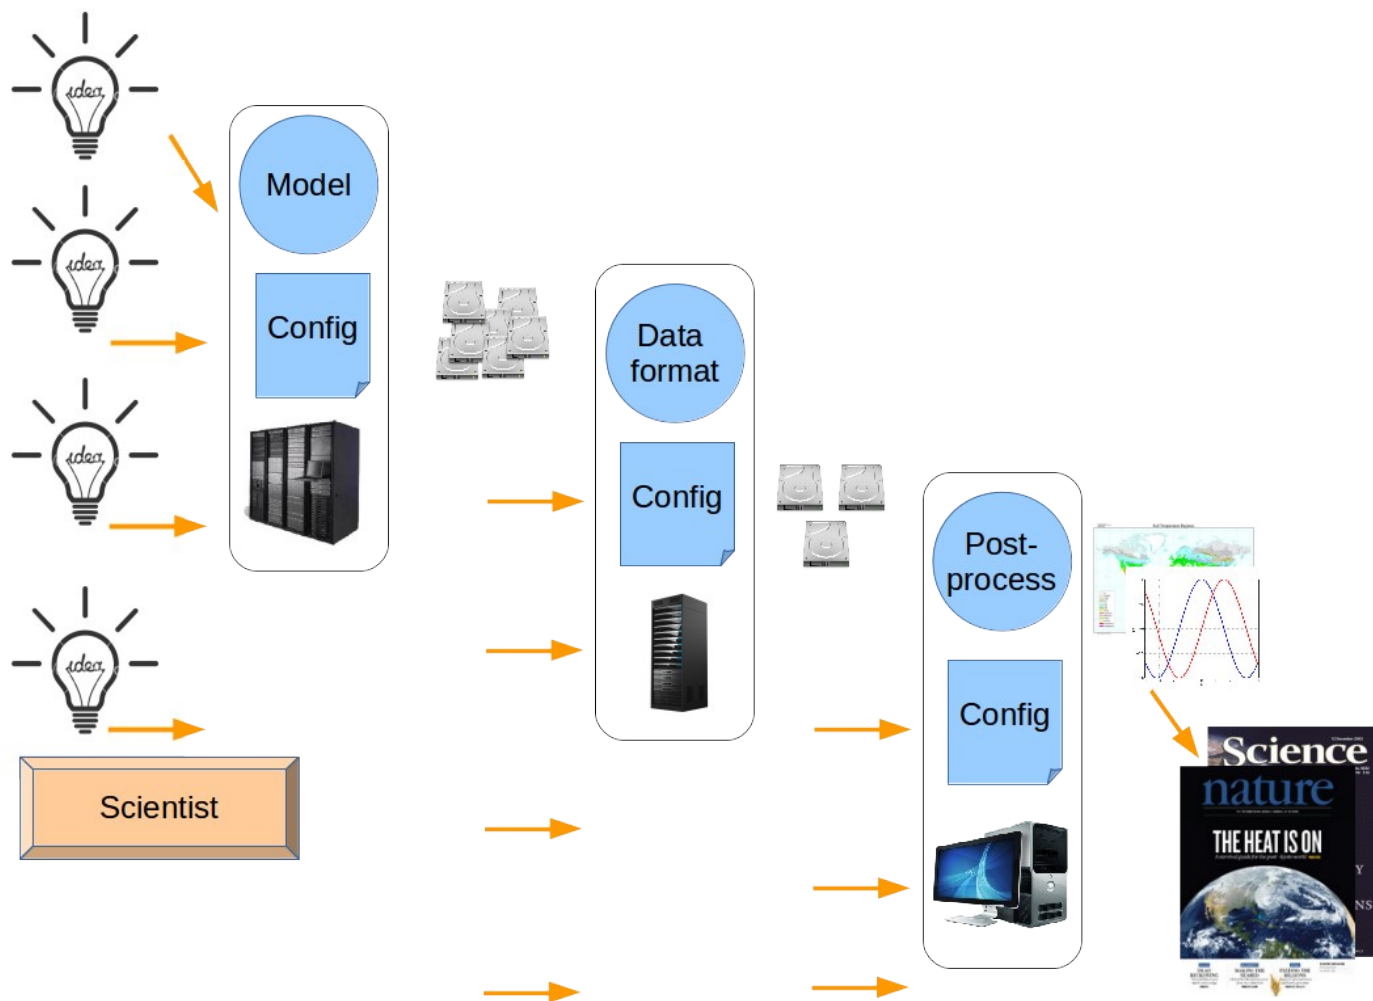 idea
idea
idea
idea
Model
Config
Data
format
Config
Post-
process
Config
Scientist
Science
nature
THE HEAT IS ON